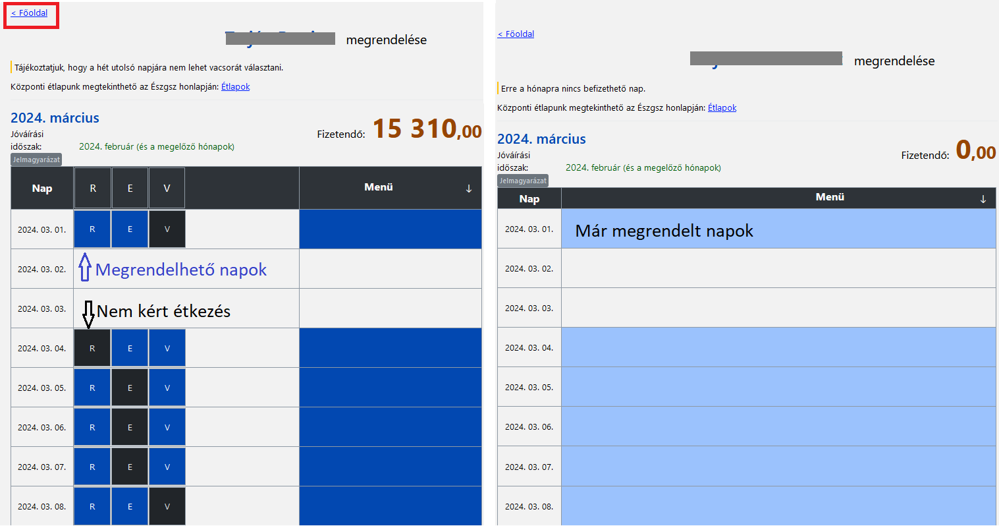 < Főoldal
megrendelése
Tájékoztatjuk, hogy a hét utolsó napjára nem lehet vacsorát választani.
Központi étlapunk megtekinthető az Észgsz honlapján: Étlapok
2024. március
Jóváírási
időszak:
2024. február (és a megelőző hónapok)
Fizetendő: 15 310,00
Jelmagyarázat
Nap R E V Menü ↓
2024. 03. 01. R E V
2024. 03. 02. Megrendelhető napok
2024. 03. 03. Nem kért étkezés
2024. 03. 04. R E V
2024. 03. 05. R E V
2024. 03. 06. R E V
2024. 03. 07. R E V
2024. 03. 08. R E V
< Főoldal
megrendelése
Erre a hónapra nincs befizethető nap.
Központi étlapunk megtekinthető az Észgsz honlapján: Étlapok
2024. március
Jóváírási
időszak:
2024. február (és a megelőző hónapok)
Fizetendő: 0,00
Jelmagyarázat
Nap Menü ↓
2024. 03. 01. Már megrendelt napok
2024. 03. 02.
2024. 03. 03.
2024. 03. 04.
2024. 03. 05.
2024. 03. 06.
2024. 03. 07.
2024. 03. 08.